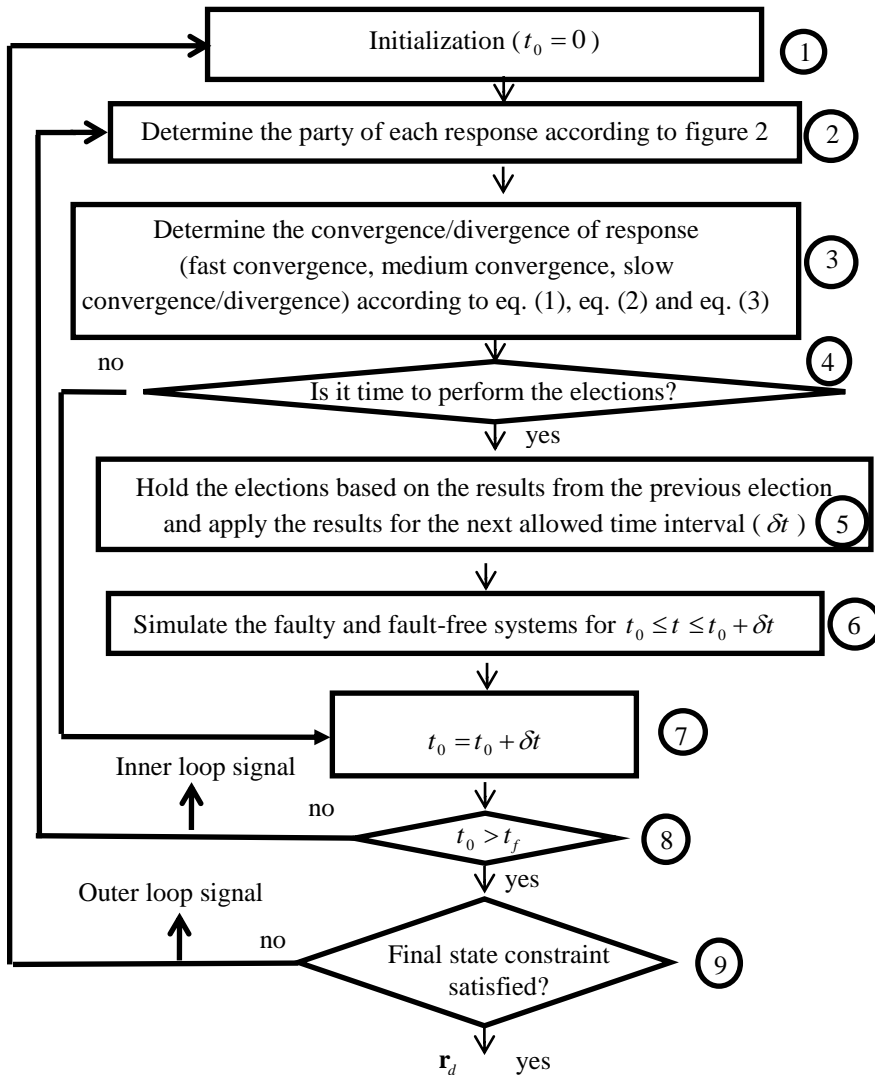 Initialization ( t₀ = 0 )
1
Determine the party of each response according to figure 2
2
Determine the convergence/divergence of response
(fast convergence, medium convergence, slow
convergence/divergence) according to eq. (1), eq. (2) and eq. (3)
3
no
4
Is it time to perform the elections?
yes
Hold the elections based on the results from the previous election
and apply the results for the next allowed time interval ( δt )
5
Simulate the faulty and fault-free systems for t₀ ≤ t ≤ t₀ + δt
6
t₀ = t₀ + δt
7
Inner loop signal
no
t₀ > t_f
8
yes
Outer loop signal
no
Final state constraint
satisfied?
9
r_d yes